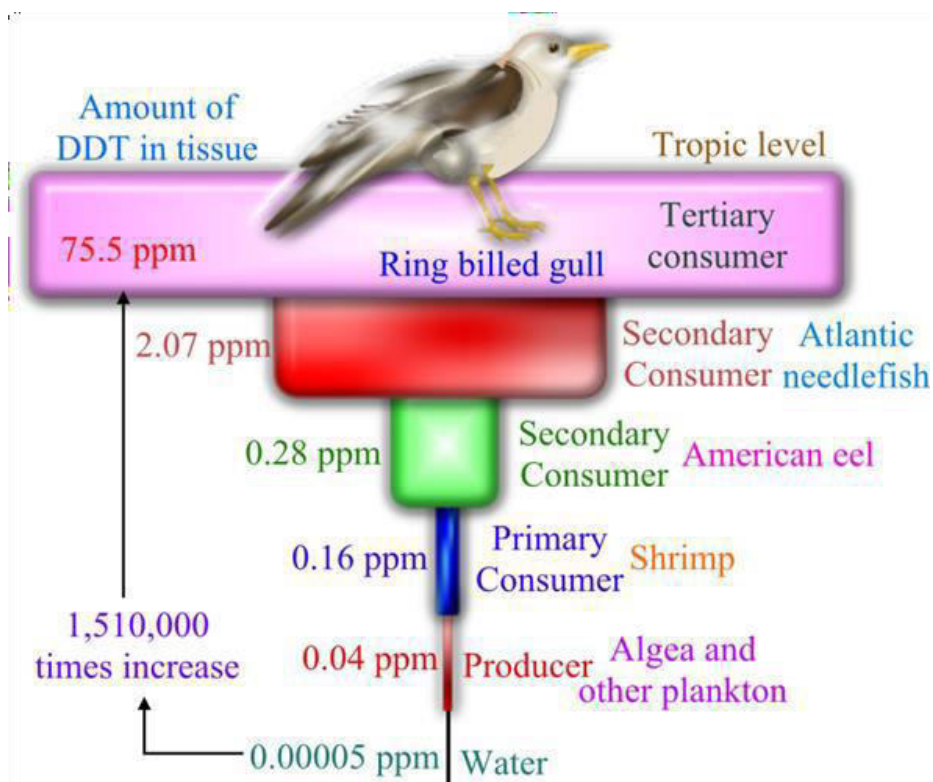 Amount of
DDT in tissue
Tropic level
75.5 ppm
Ring billed gull
Tertiary
consumer
2.07 ppm
Secondary
Consumer
Atlantic
needlefish
0.28 ppm
Secondary
Consumer
American eel
0.16 ppm
Primary
Consumer
Shrimp
1,510,000
times increase
0.04 ppm
Producer
Algea and
other plankton
0.00005 ppm
Water